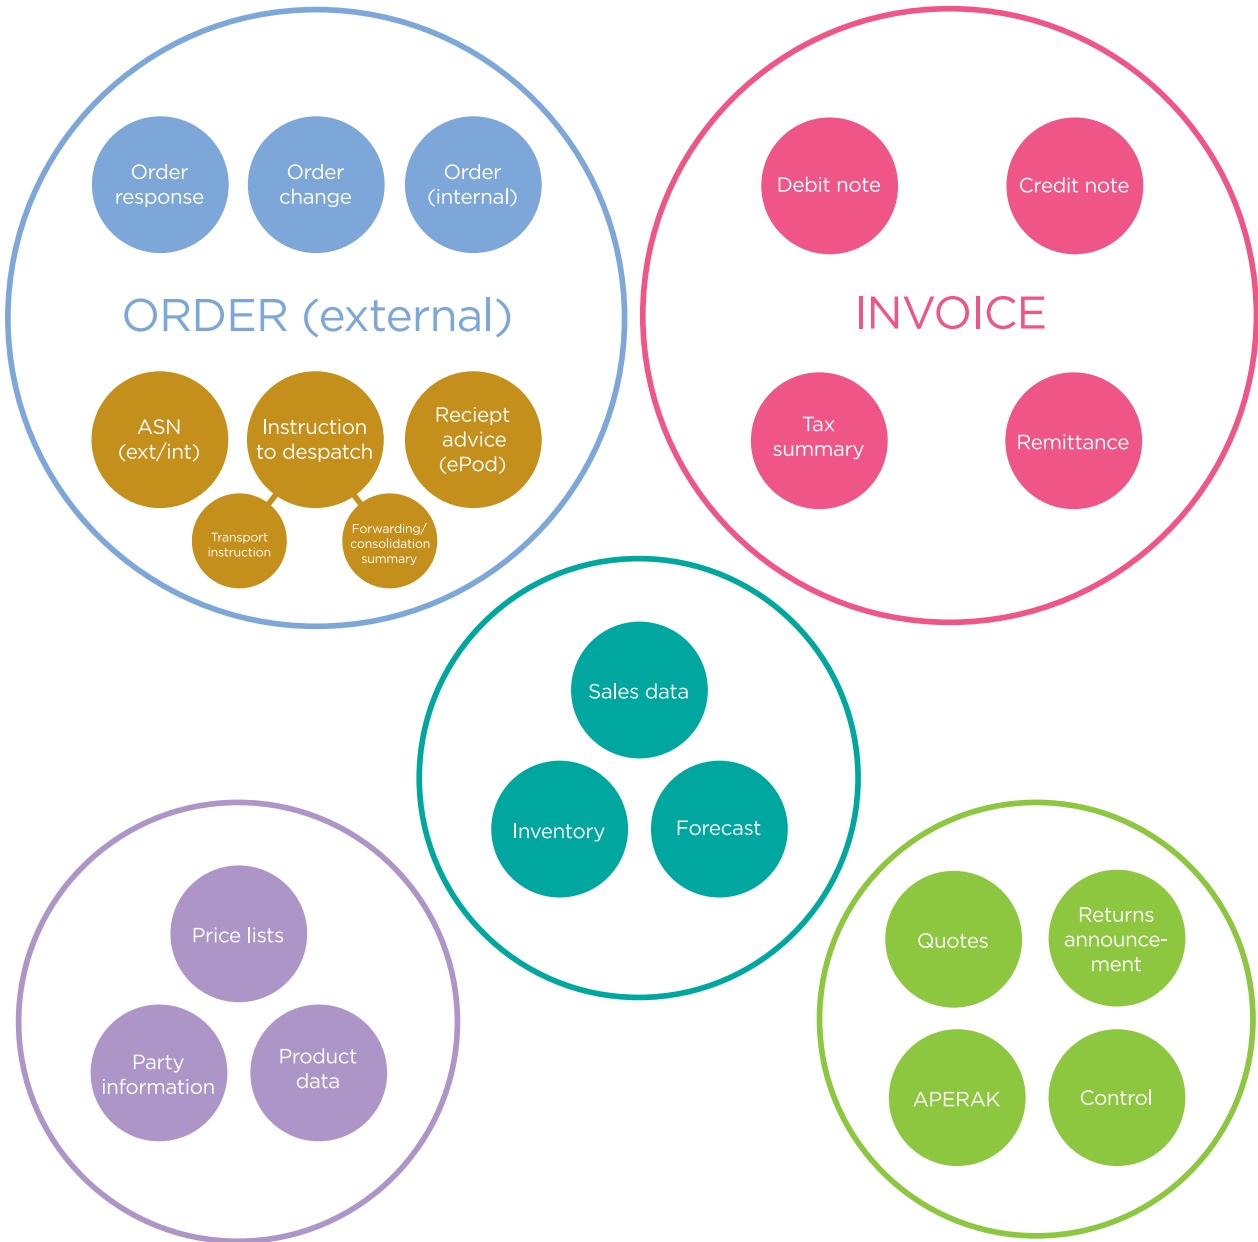 Order
response
Order
change
Order
(internal)
ORDER (external)
ASN
(ext/int)
Instruction
to despatch
Reciept
advice
(ePod)
Transport
instruction
Forwarding/
consolidation
summary
Debit note
Credit note
INVOICE
Tax
summary
Remittance
Sales data
Inventory
Forecast
Price lists
Party
information
Product
data
Quotes
Returns
announce-
ment
APERAK
Control